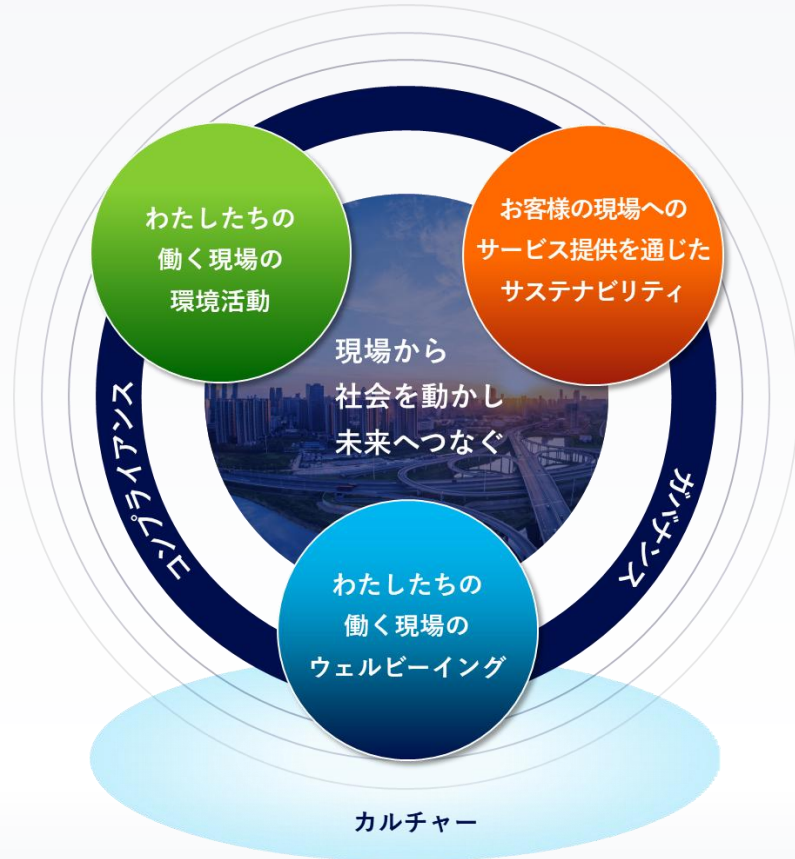 わたしたちの
働く現場の
環境活動
お客様の現場への
サービス提供を通じた
サステナビリティ
現場から
社会を動かし
未来へつなぐ
コンプライアンス
ガバナンス
わたしたちの
働く現場の
ウェルビーイング
カルチャー